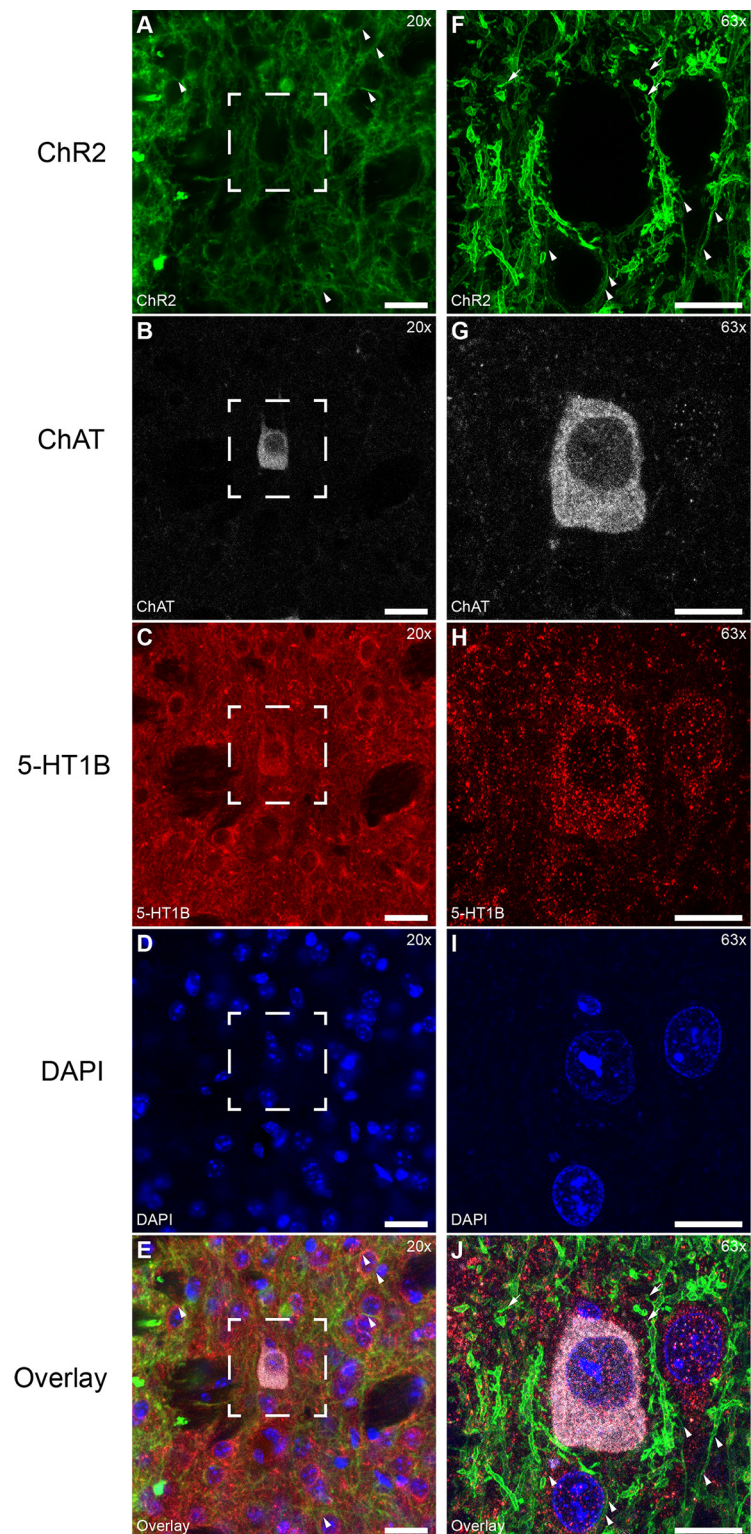 A 20x F 63x
ChR2
ChR2 ChR2
B 20x G 63x
ChAT
ChAT ChAT
C 20x H 63x
5-HT1B
5-HT1B 5-HT1B
D 20x I 63x
DAPI
DAPI DAPI
E 20x J 63x
Overlay
Overlay Overlay